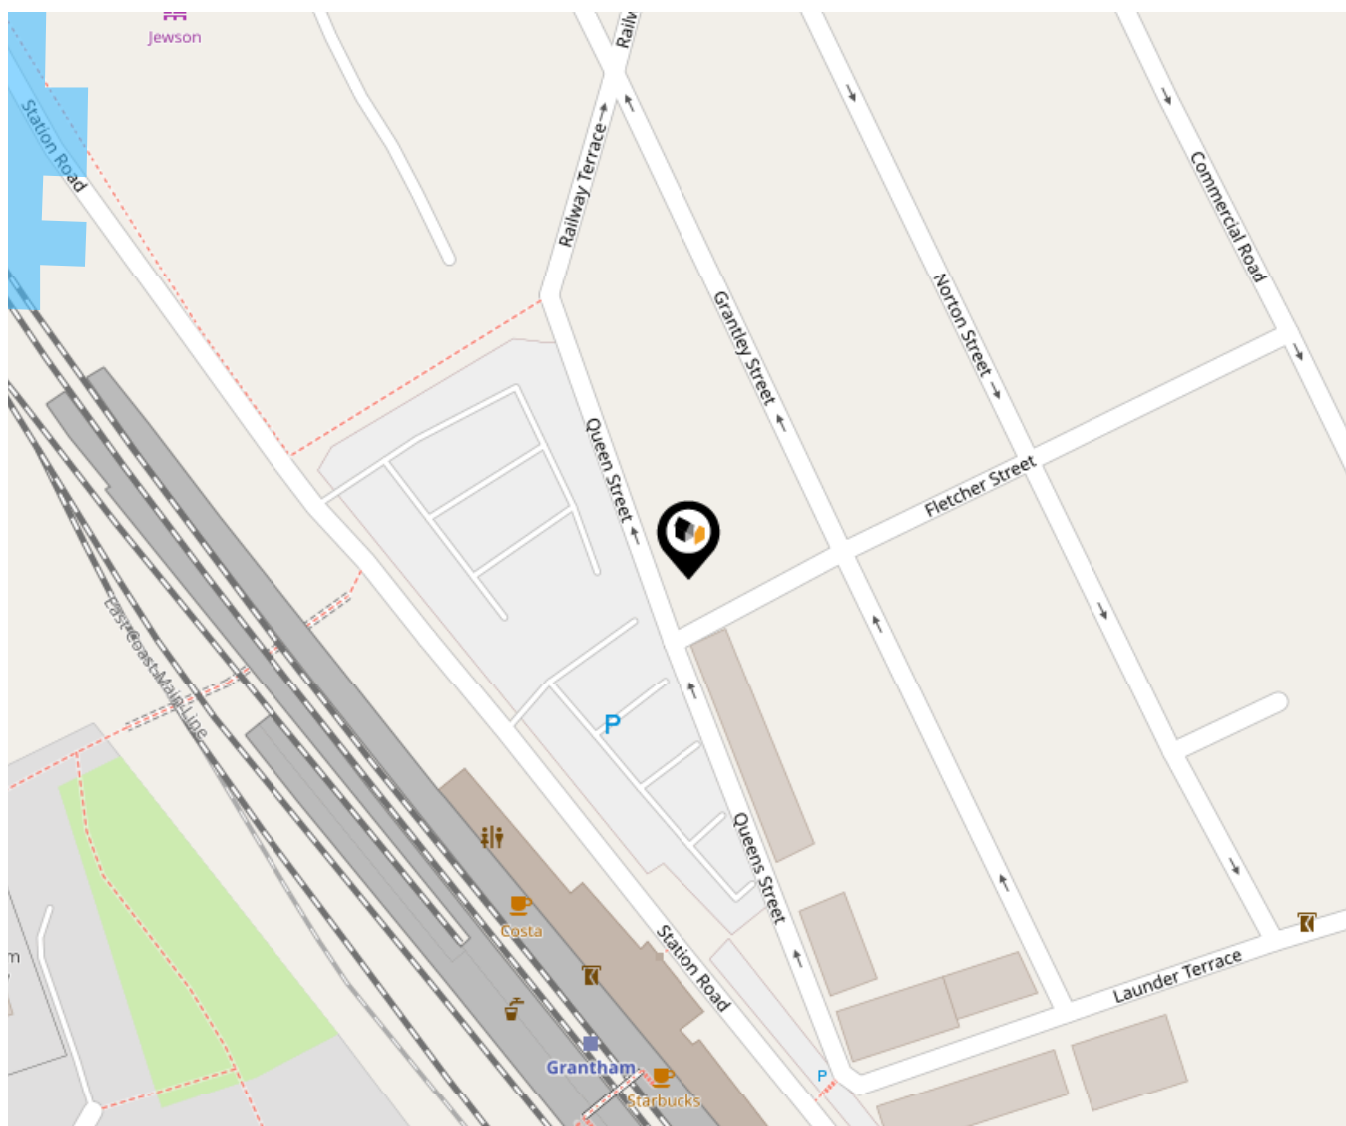 Jewson
Station Road
Railway Terrace
Commercial Road
Grantley Street
Norton Street
Queen Street
Fletcher Street
East Coast Main Line
P
Queens Street
Costa
Station Road
Launder Terrace
Grantham
P
Starbucks